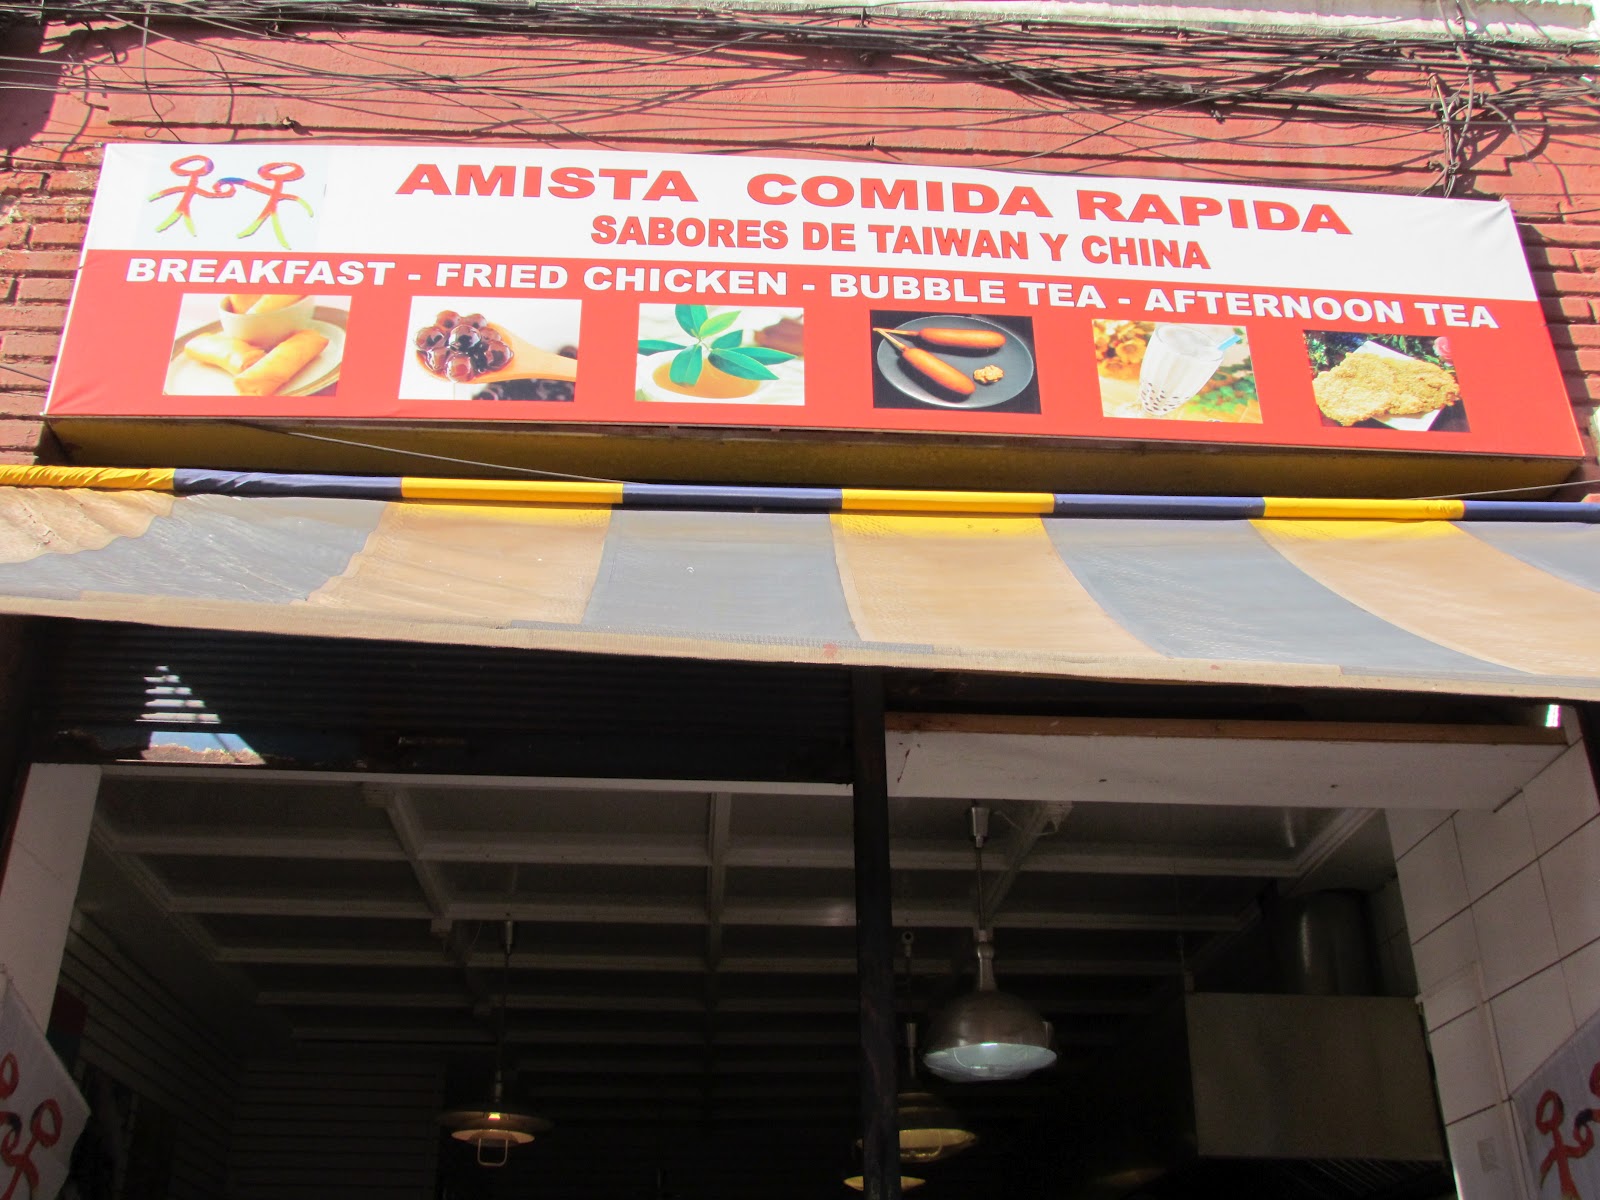 AMISTA COMIDA RAPIDA
SABORES DE TAIWAN Y CHINA
BREAKFAST - FRIED CHICKEN - BUBBLE TEA - AFTERNOON TEA